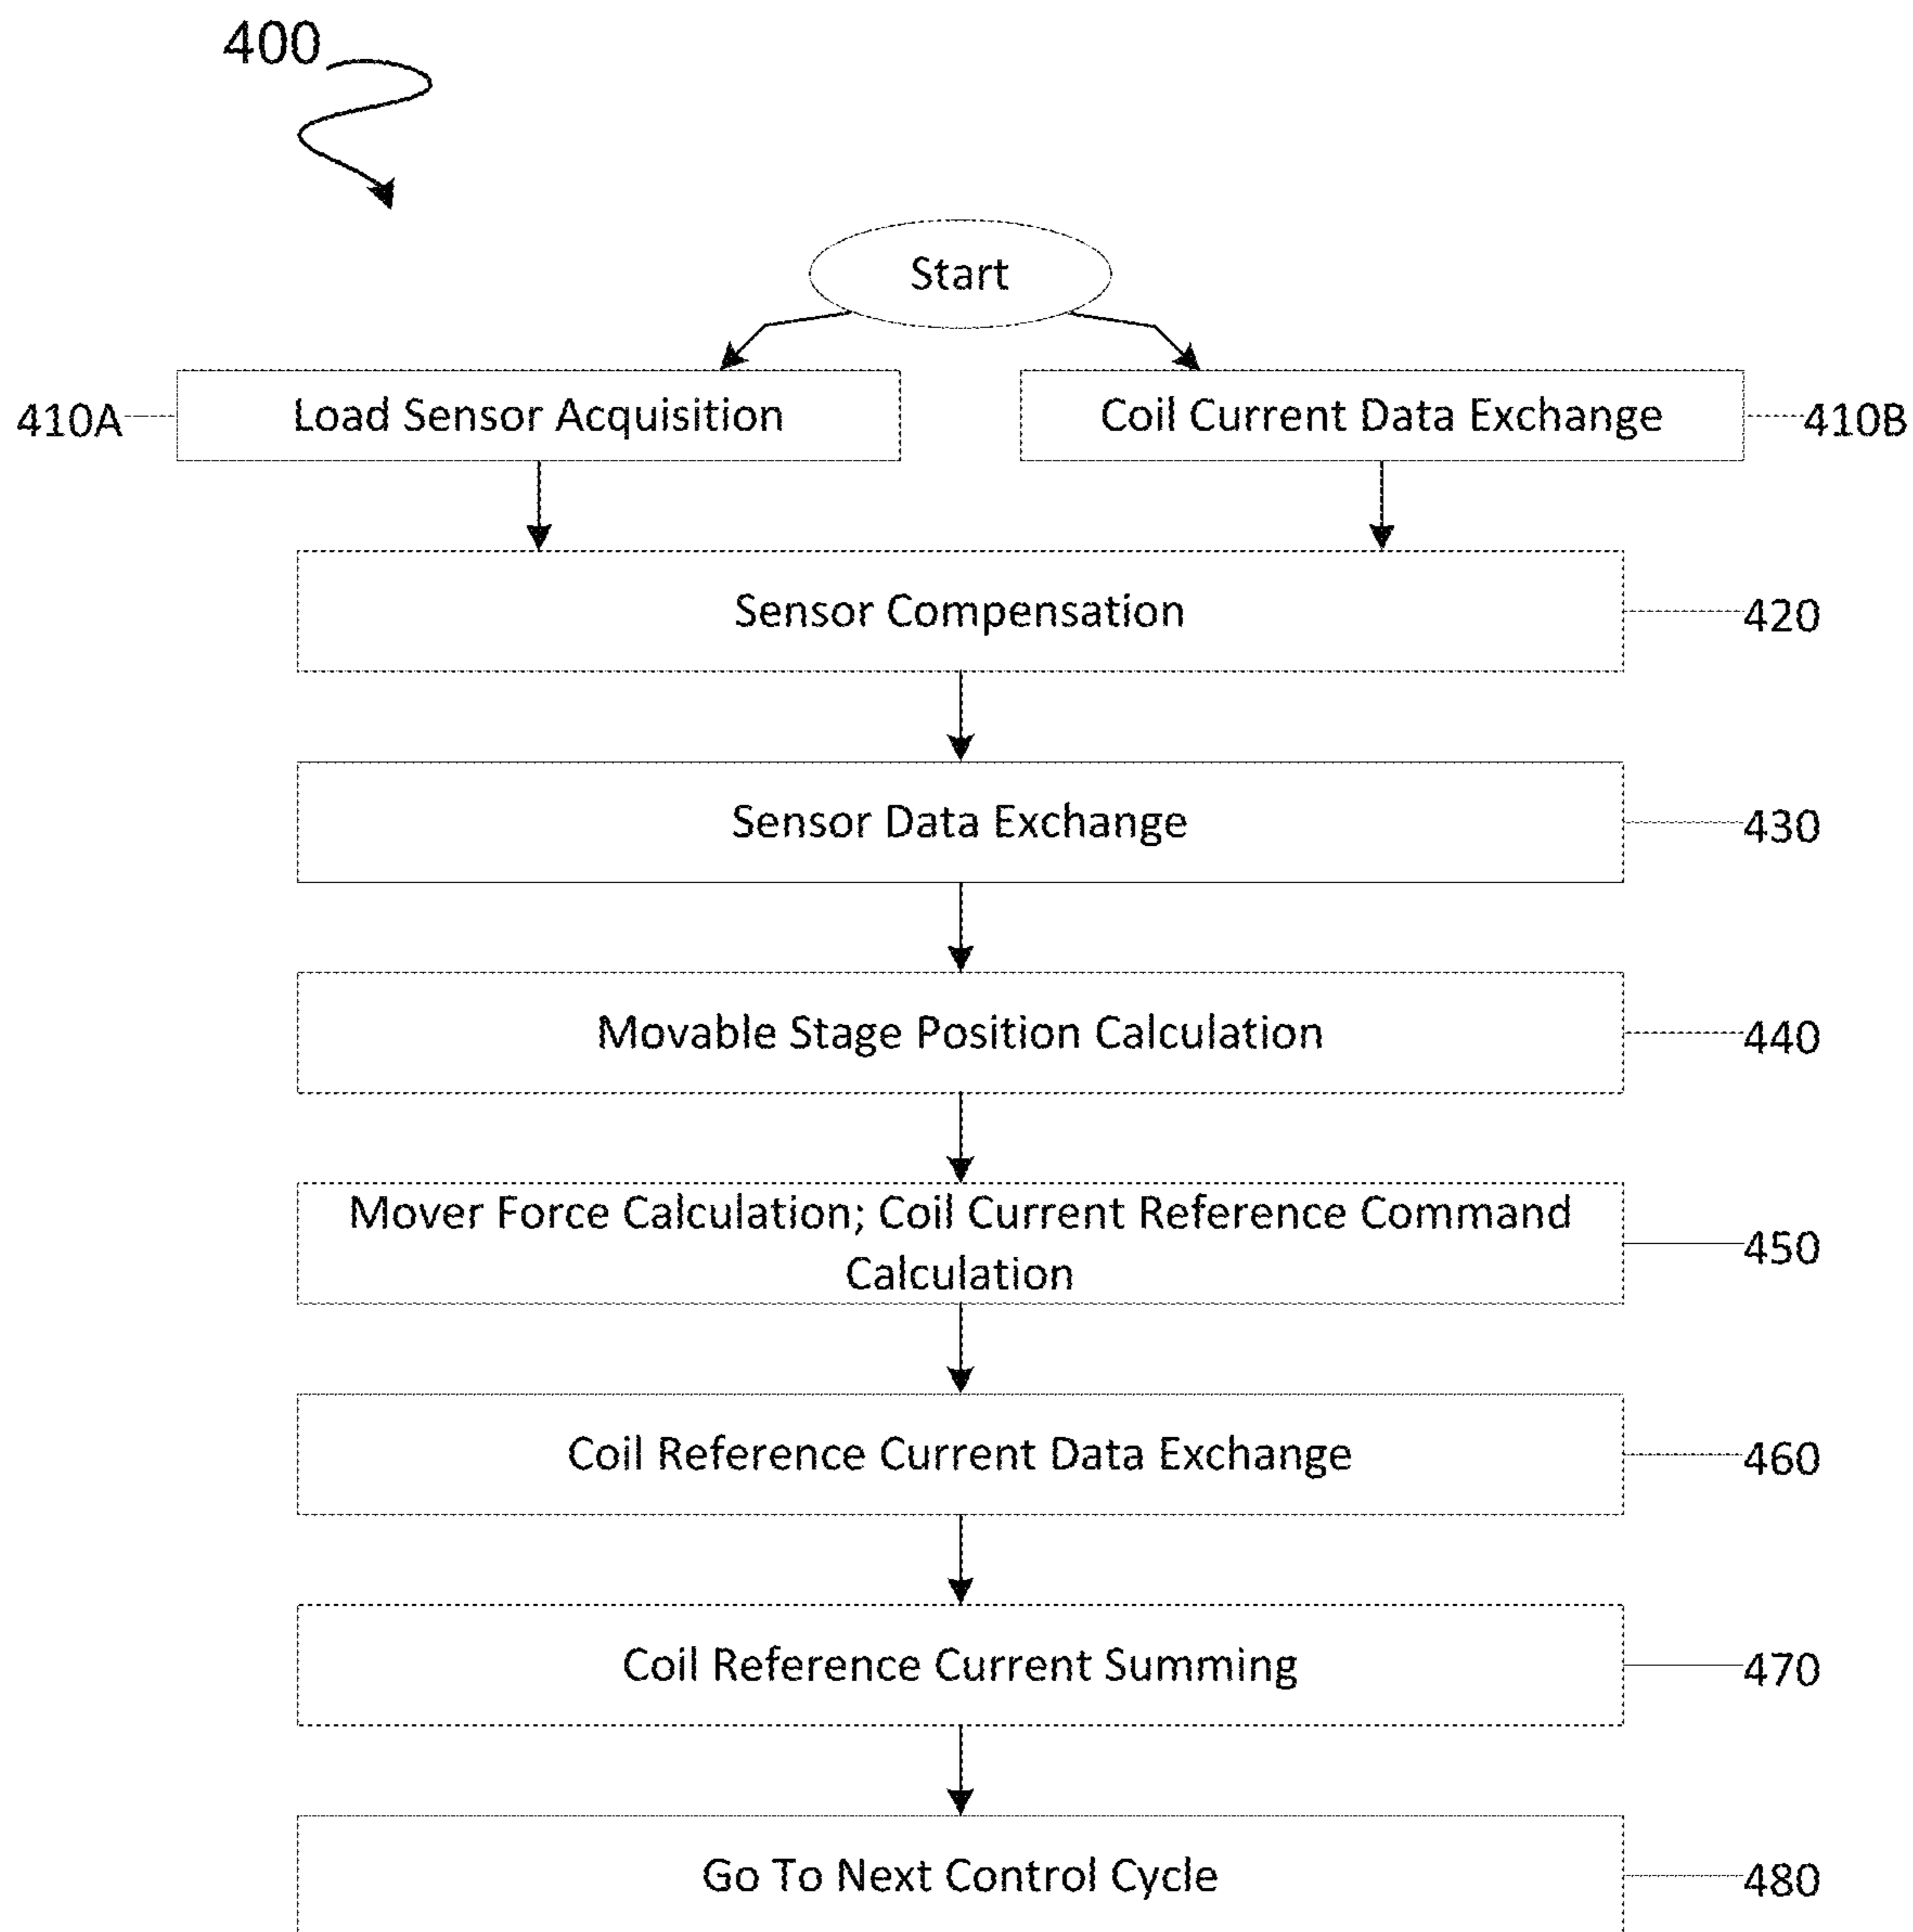 400
Start
410A
Load Sensor Acquisition
Coil Current Data Exchange
410B
Sensor Compensation
420
Sensor Data Exchange
430
Movable Stage Position Calculation
440
Mover Force Calculation; Coil Current Reference Command
Calculation
450
Coil Reference Current Data Exchange
460
Coil Reference Current Summing
470
Go To Next Control Cycle
480